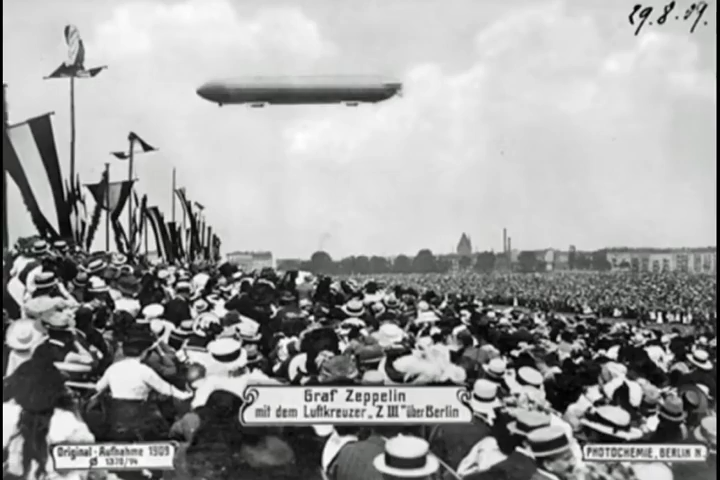 29.8.09.
Graf Zeppelin
mit dem Luftkreuzer „Z III" über Berlin
Original-Aufnahme 1909
PHOTOCHEMIE, BERLIN N.